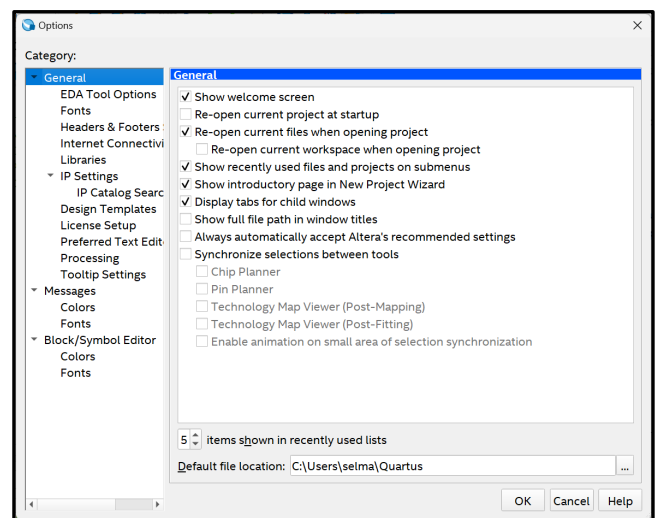 Options
Category:
General
EDA Tool Options
Fonts
Headers & Footers
Internet Connectivi
Libraries
IP Settings
IP Catalog Searc
Design Templates
License Setup
Preferred Text Edit
Processing
Tooltip Settings
Messages
Colors
Fonts
Block/Symbol Editor
Colors
Fonts
General
Show welcome screen
Re-open current project at startup
Re-open current files when opening project
Re-open current workspace when opening project
Show recently used files and projects on submenus
Show introductory page in New Project Wizard
Display tabs for child windows
Show full file path in window titles
Always automatically accept Altera's recommended settings
Synchronize selections between tools
Chip Planner
Pin Planner
Technology Map Viewer (Post-Mapping)
Technology Map Viewer (Post-Fitting)
Enable animation on small area of selection synchronization
5 items shown in recently used lists
Default file location: C:\Users\selma\Quartus ...
OK Cancel Help